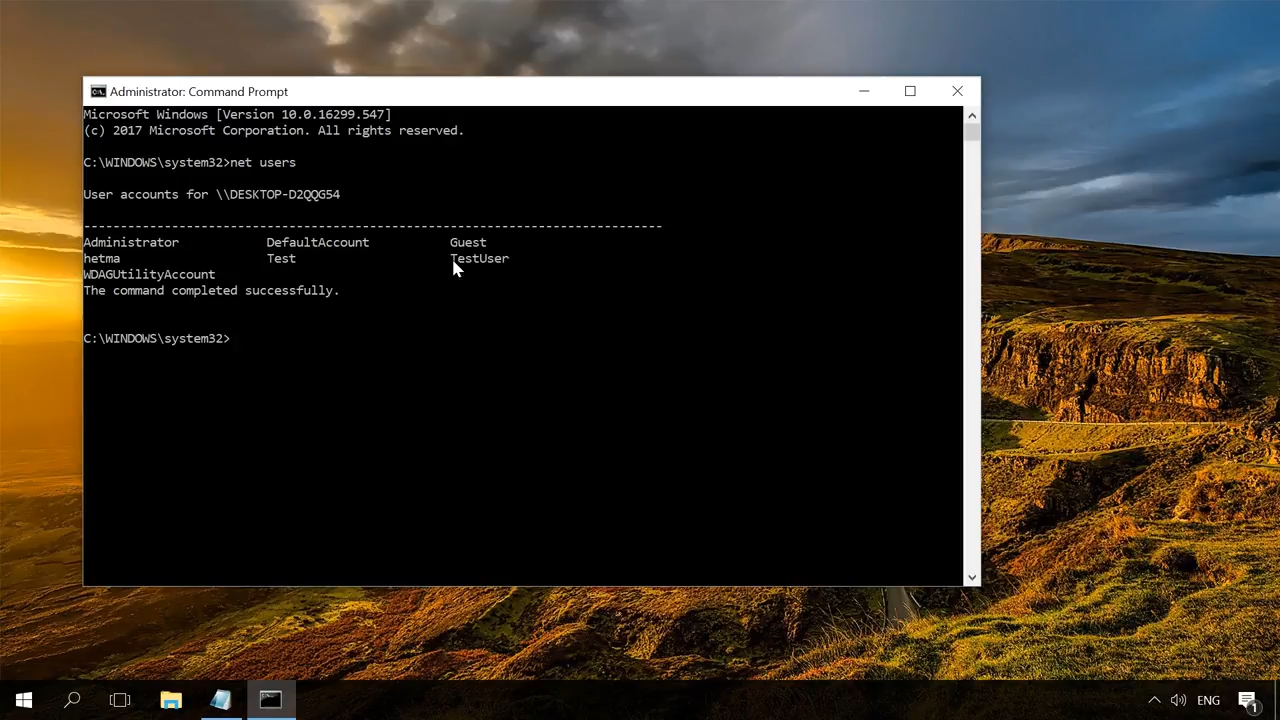 Administrator: Command Prompt
Microsoft Windows [Version 10.0.16299.547]
(c) 2017 Microsoft Corporation. All rights reserved.
C:\WINDOWS\system32>net users
User accounts for \\DESKTOP-D2QQG54
-------------------------------------------------------------------------------
Administrator            DefaultAccount           Guest
hetma                    Test                     TestUser
WDAGUtilityAccount
The command completed successfully.
C:\WINDOWS\system32>
ENG
1